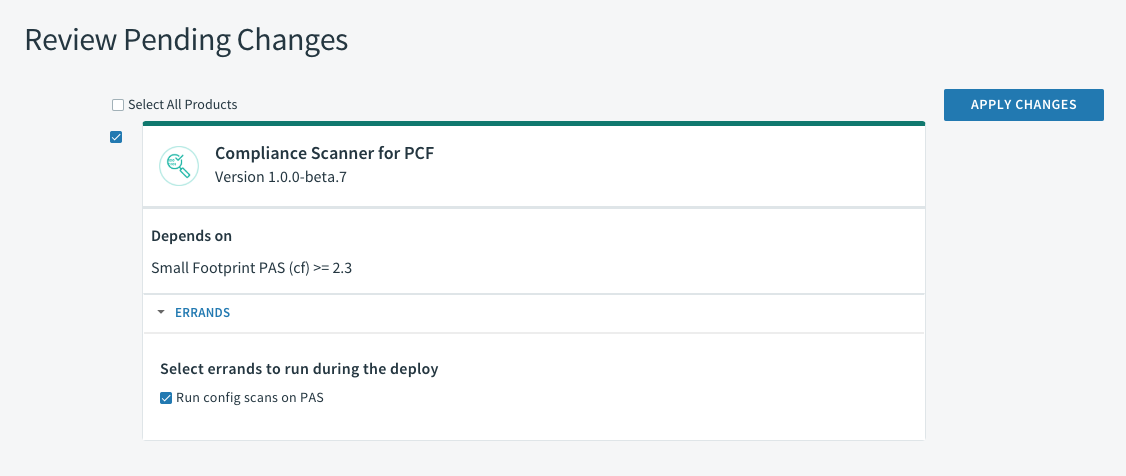 Review Pending Changes
Select All Products
APPLY CHANGES
Compliance Scanner for PCF
Version 1.0.0-beta.7
Depends on
Small Footprint PAS (cf) >= 2.3
ERRANDS
Select errands to run during the deploy
Run config scans on PAS